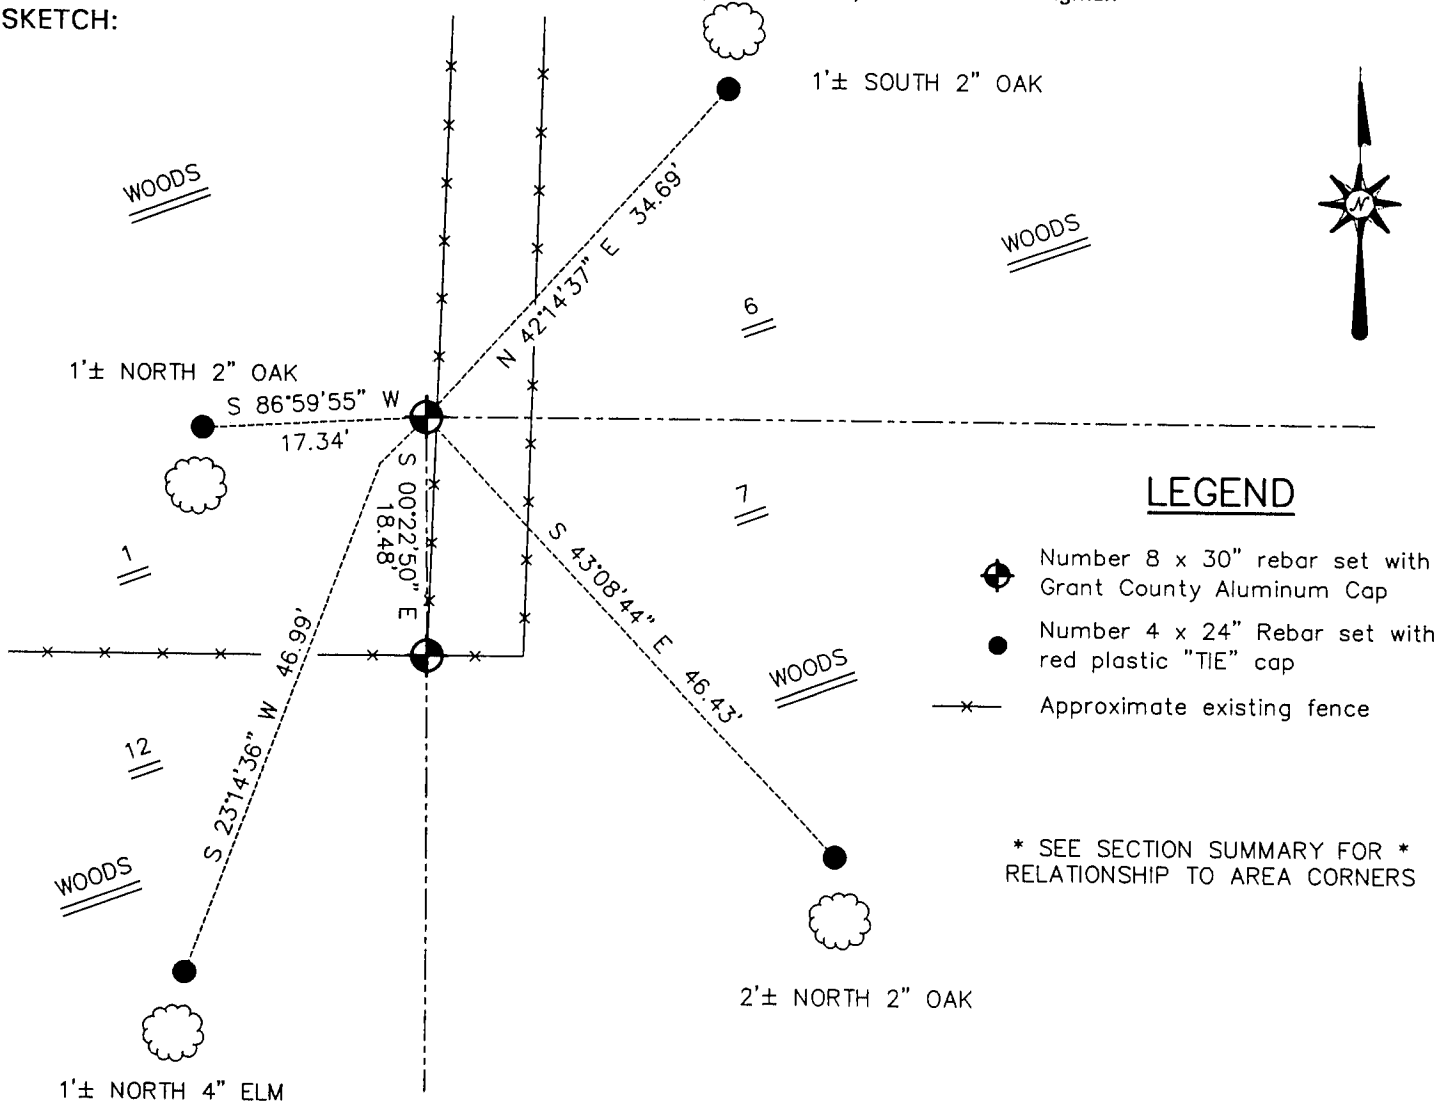 SKETCH:
1'± SOUTH 2" OAK
WOODS
N 42°14'37" E 34.69'
WOODS
N
6
1'± NORTH 2" OAK
S 86°59'55" W
17.34'
S 00°22'50" E
18.48'
7
1
S 43°08'44" E 46.43'
S 23°14'36" W 46.99'
WOODS
12
WOODS
2'± NORTH 2" OAK
1'± NORTH 4" ELM
LEGEND
Number 8 x 30" rebar set with
Grant County Aluminum Cap
Number 4 x 24" Rebar set with
red plastic "TIE" cap
Approximate existing fence
* SEE SECTION SUMMARY FOR *
RELATIONSHIP TO AREA CORNERS